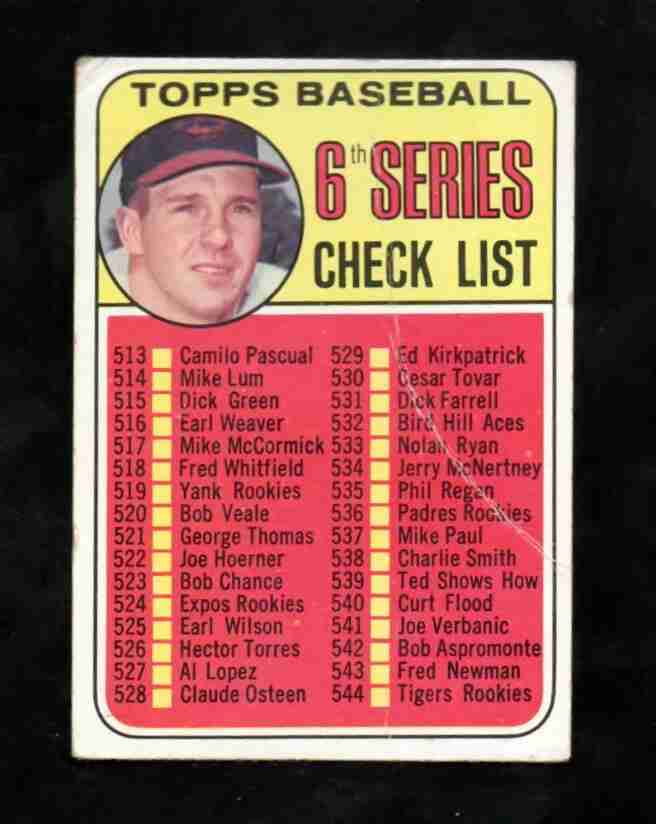 TOPPS BASEBALL
6th SERIES
CHECK LIST
513 Camilo Pascual
514 Mike Lum
515 Dick Green
516 Earl Weaver
517 Mike McCormick
518 Fred Whitfield
519 Yank Rookies
520 Bob Veale
521 George Thomas
522 Joe Hoerner
523 Bob Chance
524 Expos Rookies
525 Earl Wilson
526 Hector Torres
527 Al Lopez
528 Claude Osteen
529 Ed Kirkpatrick
530 Cesar Tovar
531 Dick Farrell
532 Bird Hill Aces
533 Nolan Ryan
534 Jerry McNertney
535 Phil Regan
536 Padres Rookies
537 Mike Paul
538 Charlie Smith
539 Ted Shows How
540 Curt Flood
541 Joe Verbanic
542 Bob Aspromonte
543 Fred Newman
544 Tigers Rookies